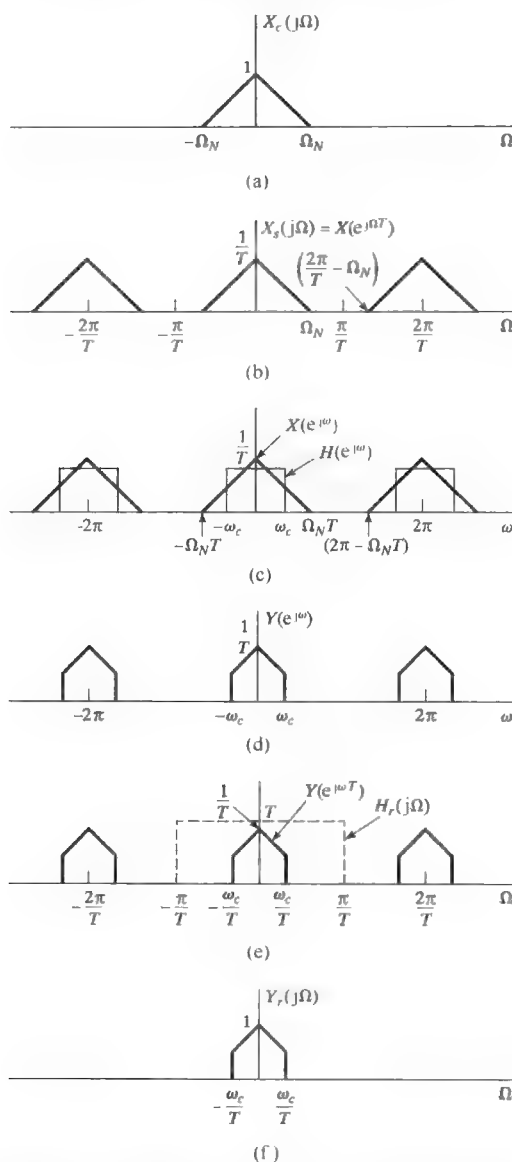 X_c(jΩ)
1
−Ω_N Ω_N Ω
(a)
1/T X_s(jΩ) = X(e^{jΩT})
(2π/T − Ω_N)
−2π/T −π/T Ω_N π/T 2π/T Ω
(b)
1/T X(e^{jω})
H(e^{jω})
-2π −ω_c ω_c Ω_N T 2π ω
−Ω_N T (2π − Ω_N T)
(c)
1/T Y(e^{jω})
−2π −ω_c ω_c 2π ω
(d)
1/T T Y(e^{jωT}) H_r(jΩ)
−2π/T −π/T −ω_c/T ω_c/T π/T 2π/T Ω
(e)
Y_r(jΩ)
1
−ω_c/T ω_c/T Ω
(f)